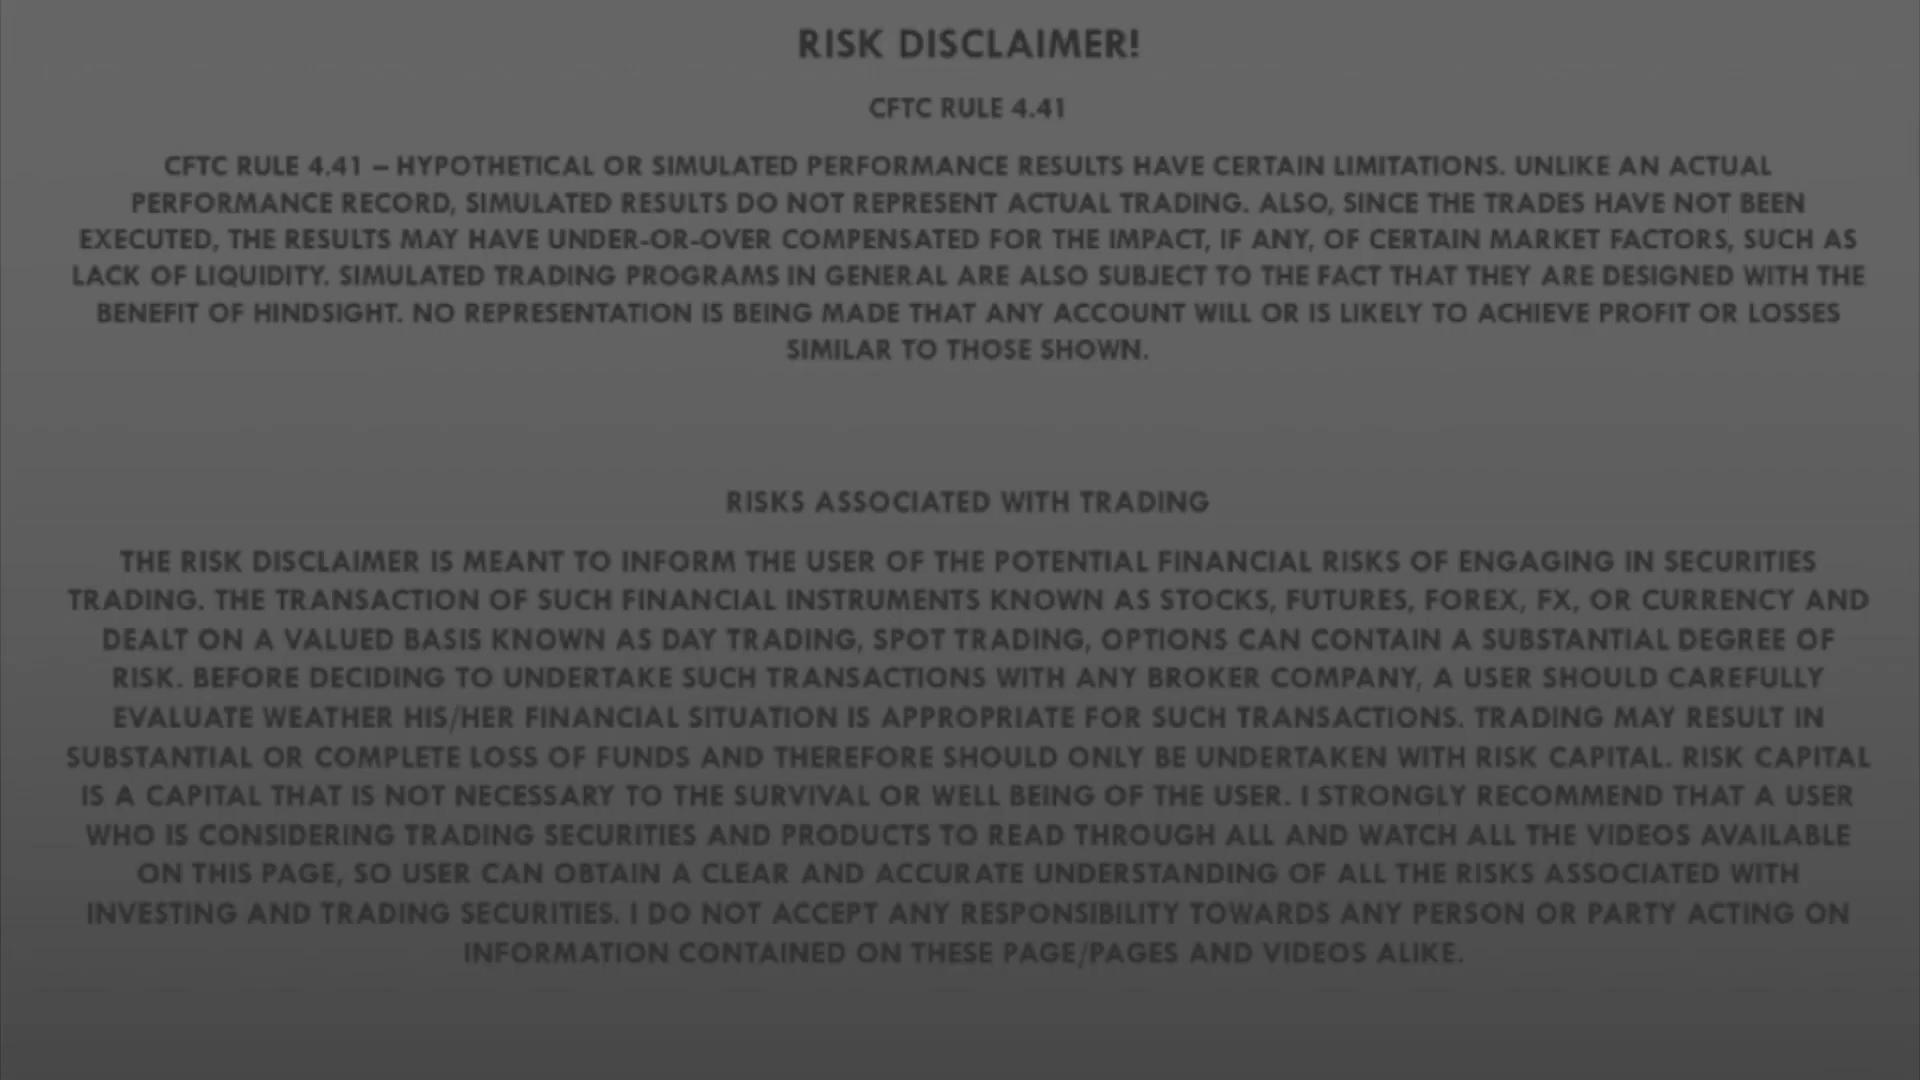 RISK DISCLAIMER!
CFTC RULE 4.41
CFTC RULE 4.41 – HYPOTHETICAL OR SIMULATED PERFORMANCE RESULTS HAVE CERTAIN LIMITATIONS. UNLIKE AN ACTUAL
PERFORMANCE RECORD, SIMULATED RESULTS DO NOT REPRESENT ACTUAL TRADING. ALSO, SINCE THE TRADES HAVE NOT BEEN
EXECUTED, THE RESULTS MAY HAVE UNDER-OR-OVER COMPENSATED FOR THE IMPACT, IF ANY, OF CERTAIN MARKET FACTORS, SUCH AS
LACK OF LIQUIDITY. SIMULATED TRADING PROGRAMS IN GENERAL ARE ALSO SUBJECT TO THE FACT THAT THEY ARE DESIGNED WITH THE
BENEFIT OF HINDSIGHT. NO REPRESENTATION IS BEING MADE THAT ANY ACCOUNT WILL OR IS LIKELY TO ACHIEVE PROFIT OR LOSSES
SIMILAR TO THOSE SHOWN.
RISKS ASSOCIATED WITH TRADING
THE RISK DISCLAIMER IS MEANT TO INFORM THE USER OF THE POTENTIAL FINANCIAL RISKS OF ENGAGING IN SECURITIES
TRADING. THE TRANSACTION OF SUCH FINANCIAL INSTRUMENTS KNOWN AS STOCKS, FUTURES, FOREX, FX, OR CURRENCY AND
DEALT ON A VALUED BASIS KNOWN AS DAY TRADING, SPOT TRADING, OPTIONS CAN CONTAIN A SUBSTANTIAL DEGREE OF
RISK. BEFORE DECIDING TO UNDERTAKE SUCH TRANSACTIONS WITH ANY BROKER COMPANY, A USER SHOULD CAREFULLY
EVALUATE WEATHER HIS/HER FINANCIAL SITUATION IS APPROPRIATE FOR SUCH TRANSACTIONS. TRADING MAY RESULT IN
SUBSTANTIAL OR COMPLETE LOSS OF FUNDS AND THEREFORE SHOULD ONLY BE UNDERTAKEN WITH RISK CAPITAL. RISK CAPITAL
IS A CAPITAL THAT IS NOT NECESSARY TO THE SURVIVAL OR WELL BEING OF THE USER. I STRONGLY RECOMMEND THAT A USER
WHO IS CONSIDERING TRADING SECURITIES AND PRODUCTS TO READ THROUGH ALL AND WATCH ALL THE VIDEOS AVAILABLE
ON THIS PAGE, SO USER CAN OBTAIN A CLEAR AND ACCURATE UNDERSTANDING OF ALL THE RISKS ASSOCIATED WITH
INVESTING AND TRADING SECURITIES. I DO NOT ACCEPT ANY RESPONSIBILITY TOWARDS ANY PERSON OR PARTY ACTING ON
INFORMATION CONTAINED ON THESE PAGE/PAGES AND VIDEOS ALIKE.